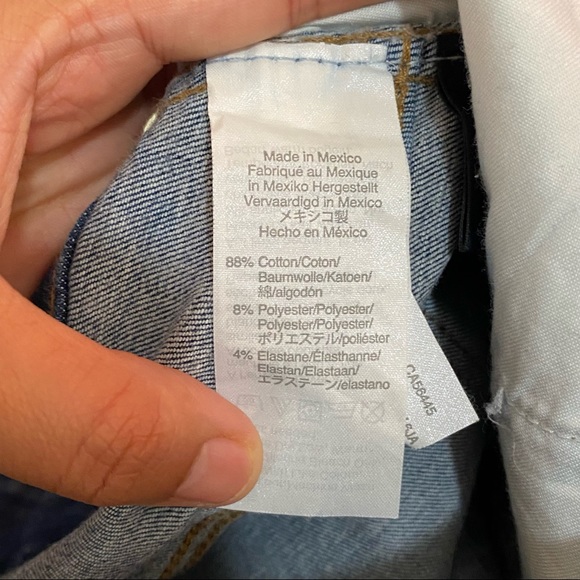 Made in Mexico
Fabriqué au Mexique
in Mexiko Hergestellt
Vervaardigd in Mexico
メキシコ製
Hecho en México
88% Cotton/Coton/
Baumwolle/Katoen/
綿/algodón
8% Polyester/Polyester/
Polyester/Polyester/
ポリエステル/poliéster
4% Elastane/Élasthanne/
Elastan/Elastaan/
エラステーン/elastano
CA56445